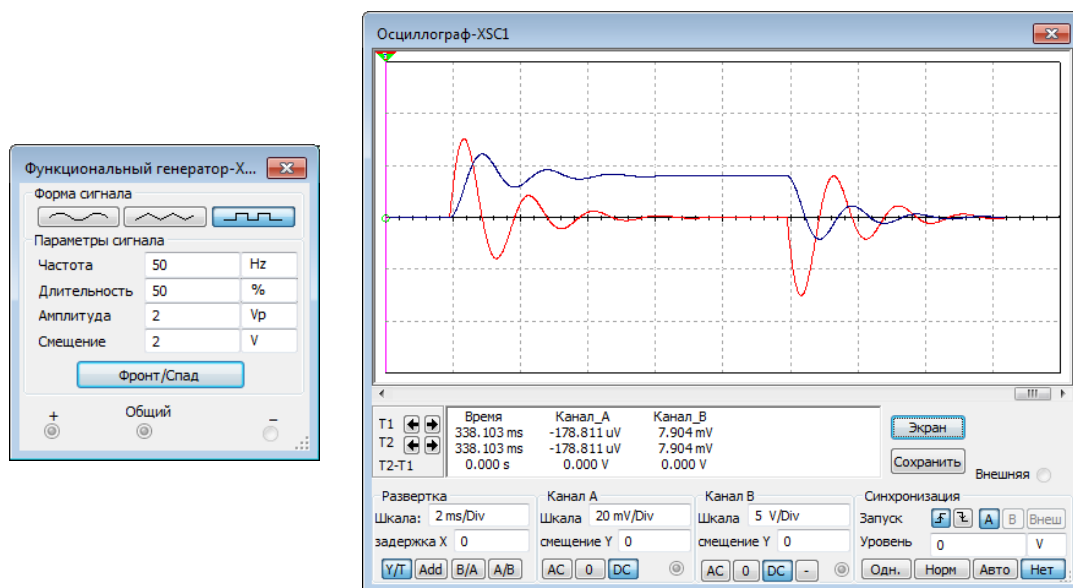 Функциональный генератор-X...
Форма сигнала
Параметры сигнала
Частота 50 Hz
Длительность 50 %
Амплитуда 2 Vp
Смещение 2 V
Фронт/Спад
+ Общий −
Осциллограф-XSC1
T1
T2
T2-T1
Время Канал_A Канал_B
338.103 ms -178.811 uV 7.904 mV
338.103 ms -178.811 uV 7.904 mV
0.000 s 0.000 V 0.000 V
Экран
Сохранить
Внешняя
Развертка
Шкала: 2 ms/Div
задержка X 0
Y/T Add B/A A/B
Канал A
Шкала 20 mV/Div
смещение Y 0
AC 0 DC
Канал B
Шкала 5 V/Div
смещение Y 0
AC 0 DC -
Синхронизация
Запуск A B Внеш
Уровень 0 V
Одн. Норм Авто Нет